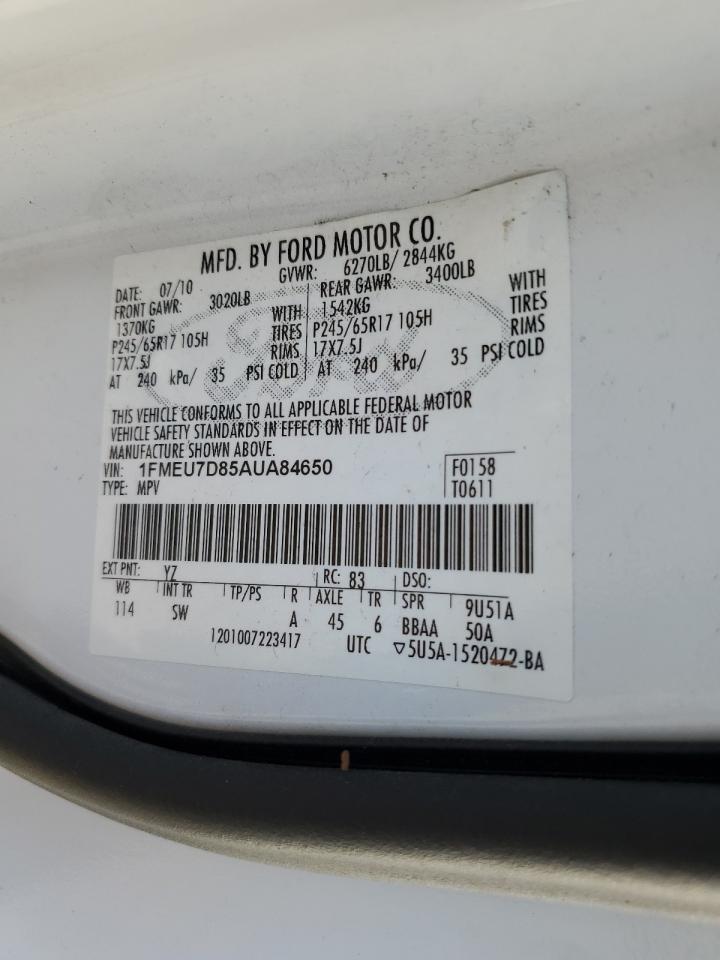 MFD. BY FORD MOTOR CO.
DATE: 07/10 GVWR: 6270LB/ 2844KG
FRONT GAWR: 3020LB REAR GAWR: 3400LB
1370KG WITH 1542KG WITH
P245/65R17 105H TIRES P245/65R17 105H TIRES
17X7.5J RIMS 17X7.5J RIMS
AT 240 kPa/ 35 PSI COLD AT 240 kPa/ 35 PSI COLD
THIS VEHICLE CONFORMS TO ALL APPLICABLE FEDERAL MOTOR
VEHICLE SAFETY STANDARDS IN EFFECT ON THE DATE OF
MANUFACTURE SHOWN ABOVE.
VIN: 1FMEU7D85AUA84650 F0158
TYPE: MPV T0611
EXT PNT: YZ RC: 83 DSO:
WB INT TR TP/PS R AXLE TR SPR 9U51A
114 SW A 45 6 BBAA 50A
1201007223417 UTC ▽5U5A-1520472-BA
Ford